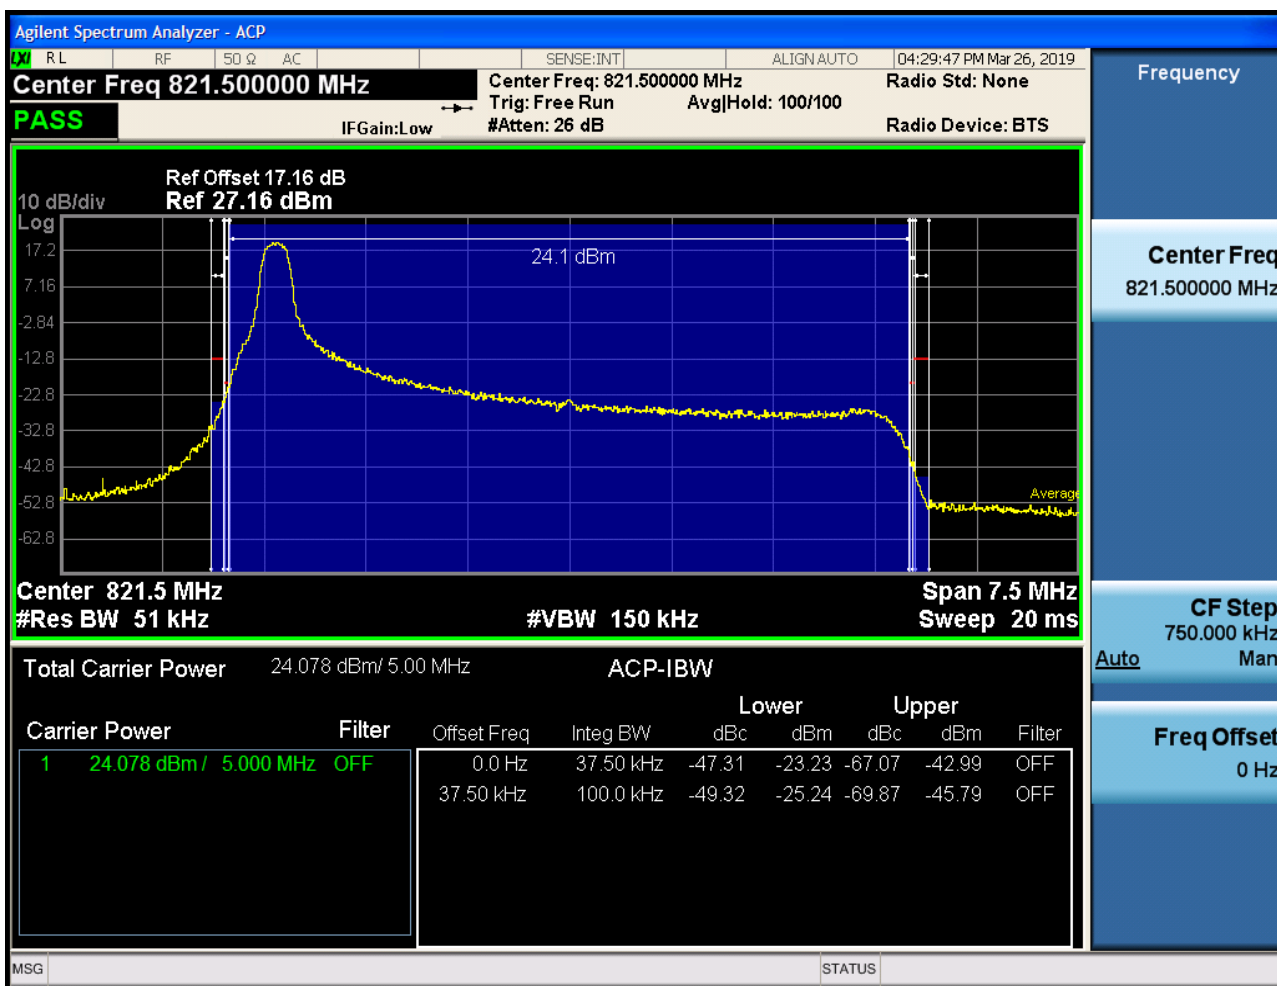 Agilent Spectrum Analyzer - ACP
LXI RL RF 50 Ω AC SENSE:INT ALIGN AUTO 04:29:47 PM Mar 26, 2019
Center Freq 821.500000 MHz
Center Freq: 821.500000 MHz Radio Std: None
Trig: Free Run Avg|Hold: 100/100
PASS IFGain:Low #Atten: 26 dB Radio Device: BTS
Ref Offset 17.16 dB
10 dB/div Ref 27.16 dBm
Log
17.2
24.1 dBm
7.16
-2.84
-12.8
-22.8
-32.8
-42.8
Average
-52.8
-62.8
Center 821.5 MHz Span 7.5 MHz
#Res BW 51 kHz #VBW 150 kHz Sweep 20 ms
Total Carrier Power 24.078 dBm/ 5.00 MHz ACP-IBW
Lower Upper
Carrier Power Filter Offset Freq Integ BW dBc dBm dBc dBm Filter
1 24.078 dBm / 5.000 MHz OFF 0.0 Hz 37.50 kHz -47.31 -23.23 -67.07 -42.99 OFF
37.50 kHz 100.0 kHz -49.32 -25.24 -69.87 -45.79 OFF
MSG STATUS
Frequency
Center Freq
821.500000 MHz
CF Step
750.000 kHz
Auto Man
Freq Offset
0 Hz